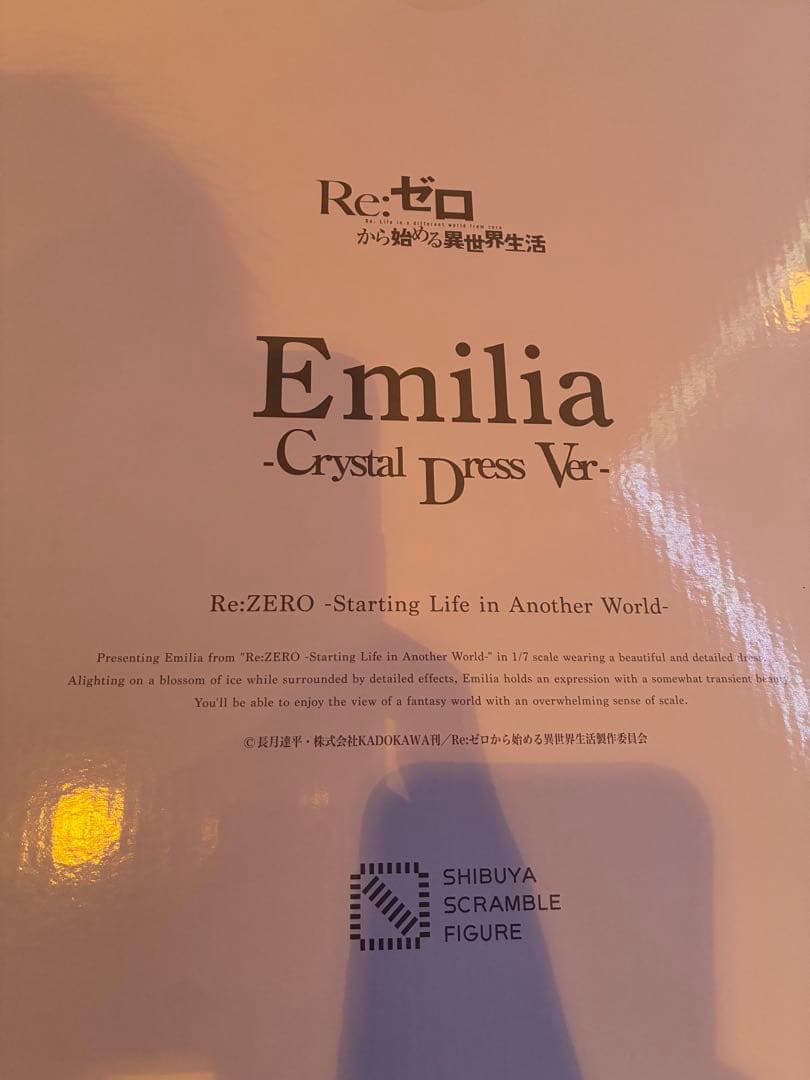 Re:ゼロ
Re: Life in a different world from zero
から始める異世界生活
Emilia
-Crystal Dress Ver-
Re:ZERO -Starting Life in Another World-
Presenting Emilia from "Re:ZERO -Starting Life in Another World-" in 1/7 scale wearing a beautiful and detailed dress.
Alighting on a blossom of ice while surrounded by detailed effects, Emilia holds an expression with a somewhat transient beauty.
You'll be able to enjoy the view of a fantasy world with an overwhelming sense of scale.
©長月達平・株式会社KADOKAWA刊／Re:ゼロから始める異世界生活製作委員会
SHIBUYA
SCRAMBLE
FIGURE